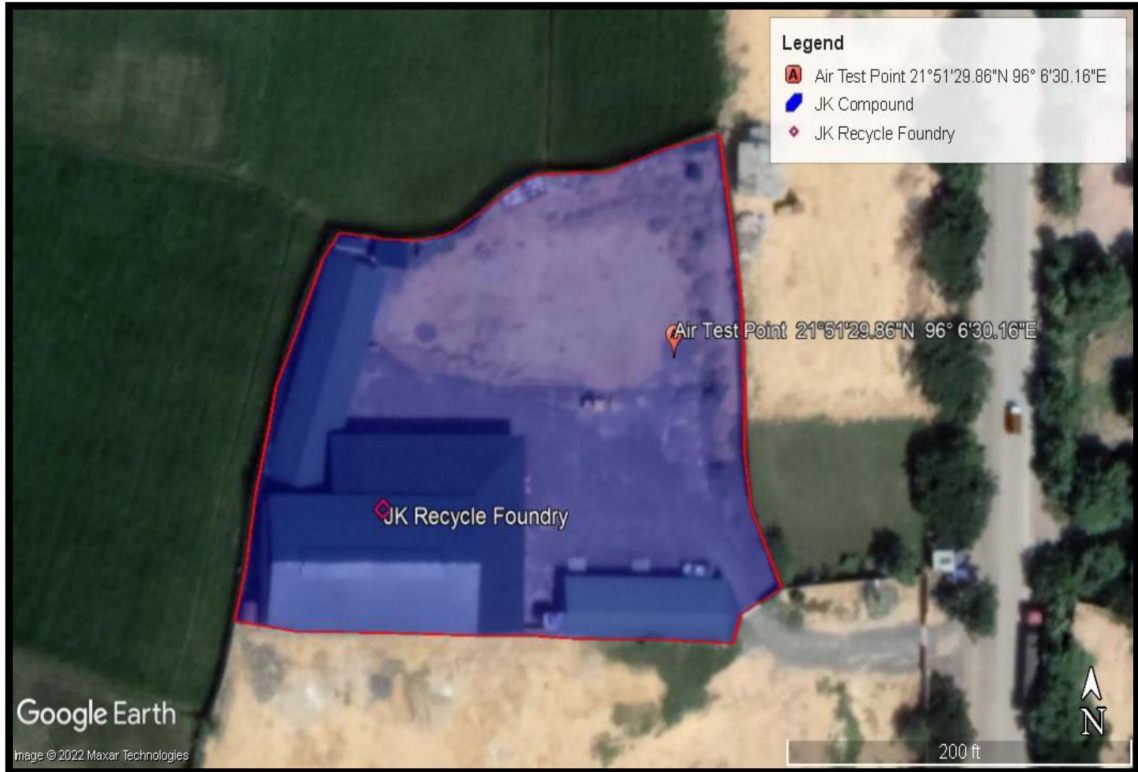 Legend
A Air Test Point 21°51'29.86"N 96° 6'30.16"E
JK Compound
JK Recycle Foundry
Air Test Point 21°51'29.86"N 96° 6'30.16"E
JK Recycle Foundry
Google Earth
Image © 2022 Maxar Technologies
N
200 ft